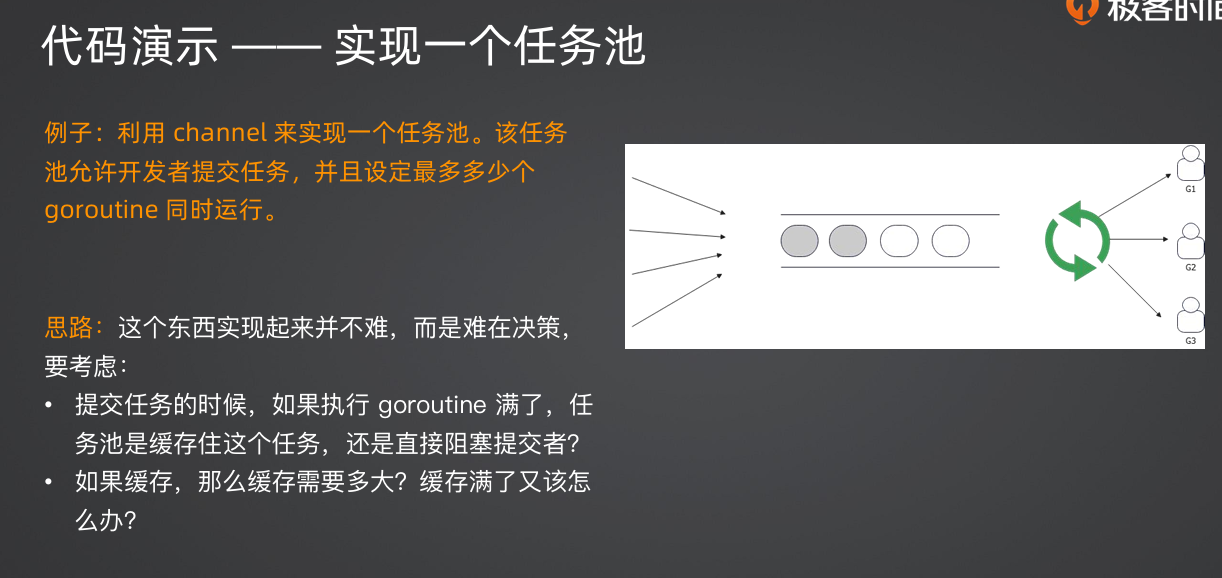 极客时间
代码演示 —— 实现一个任务池
例子：利用 channel 来实现一个任务池。该任务
池允许开发者提交任务，并且设定最多多少个
goroutine 同时运行。
思路：这个东西实现起来并不难，而是难在决策，
要考虑：
• 提交任务的时候，如果执行 goroutine 满了，任
务池是缓存住这个任务，还是直接阻塞提交者？
• 如果缓存，那么缓存需要多大？缓存满了又该怎
么办？
G1
G2
G3